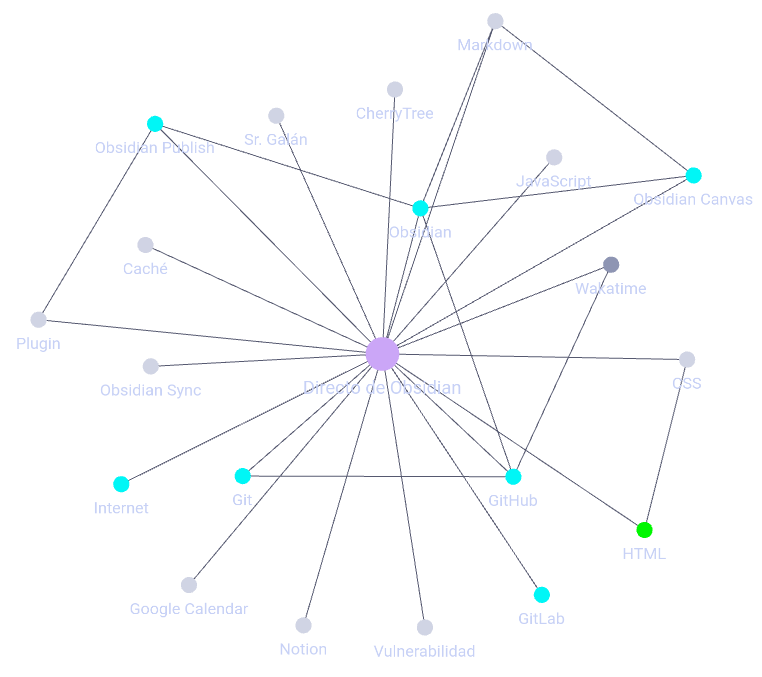 Markdown
CherryTree
Sr. Galán
Obsidian Publish
JavaScript
Obsidian Canvas
Obsidian
Caché
Wakatime
Plugin
Obsidian Sync
Directo de Obsidian
CSS
Internet
Git
GitHub
HTML
Google Calendar
GitLab
Notion
Vulnerabilidad